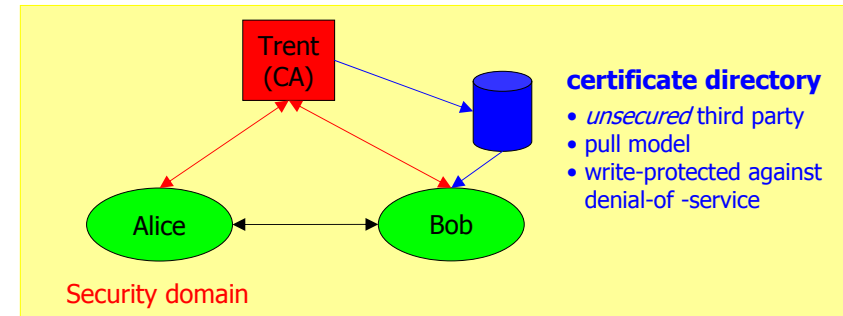 Trent
(CA)
certificate directory
• unsecured third party
• pull model
• write-protected against
denial-of -service
Alice
Bob
Security domain